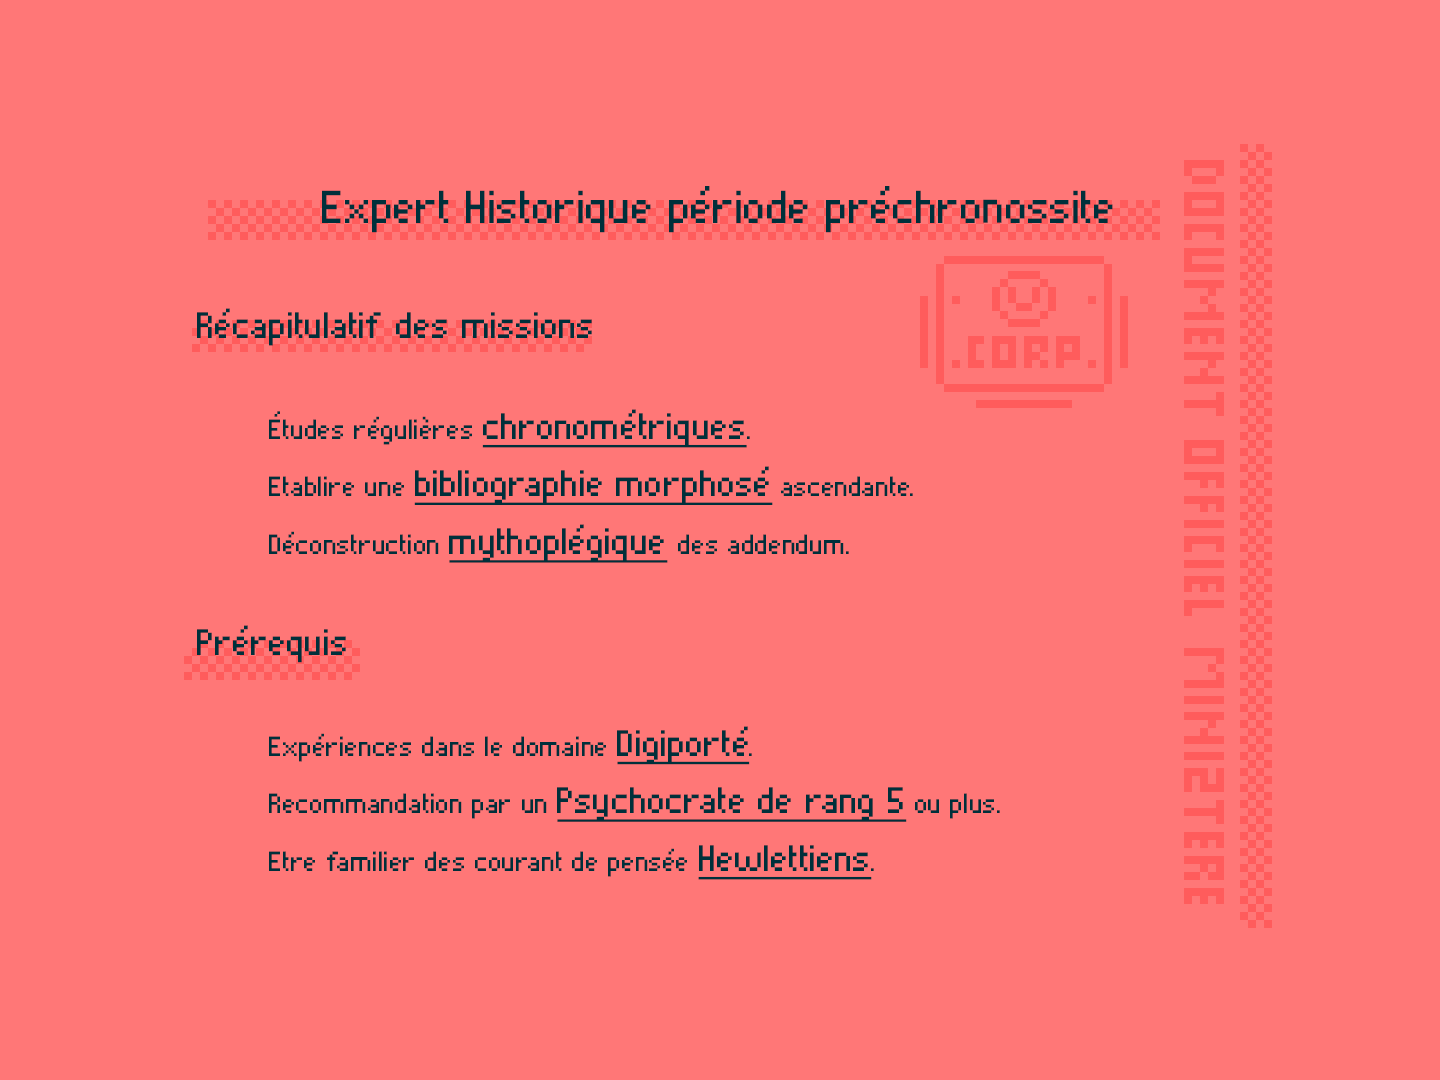 Expert Historique période préchronossite
Récapitulatif des missions
Études régulières chronométriques.
Etablire une bibliographie morphosé ascendante.
Déconstruction mythoplégique des addendum.
Prérequis
Expériences dans le domaine Digiporté.
Recommandation par un Psychocrate de rang 5 ou plus.
Etre familier des courant de pensée Hewlettiens.
.CORP.
DOCUMENT OFFICIEL MINISTERE